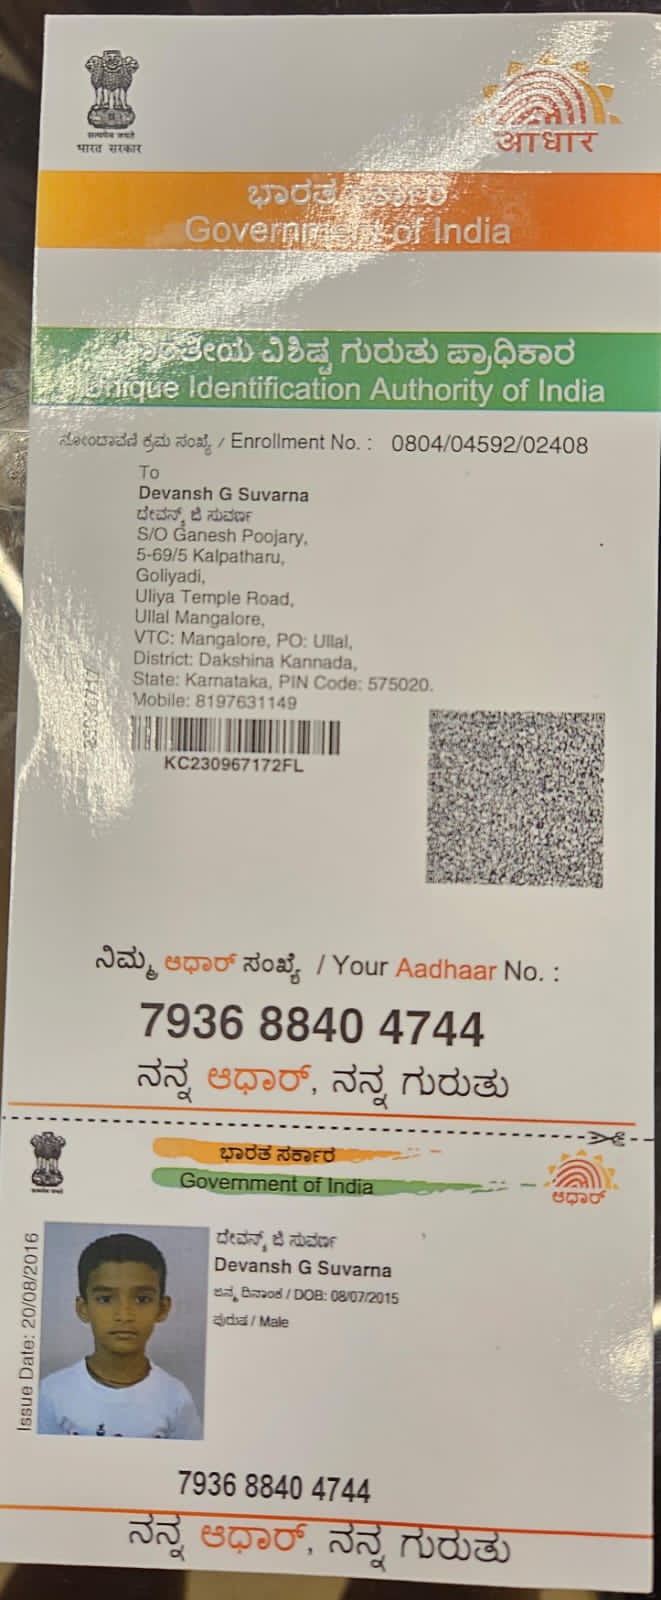 सत्यमेव जयते
भारत सरकार
आधार
ಭಾರತ ಸರ್ಕಾರ
Government of India
ಭಾರತೀಯ ವಿಶಿಷ್ಟ ಗುರುತು ಪ್ರಾಧಿಕಾರ
Unique Identification Authority of India
ನೋಂದಾವಣಿ ಕ್ರಮ ಸಂಖ್ಯೆ / Enrollment No. : 0804/04592/02408
To
Devansh G Suvarna
ದೇವನ್ಶ್ ಜಿ ಸುವರ್ಣ
S/O Ganesh Poojary,
5-69/5 Kalpatharu,
Goliyadi,
Uliya Temple Road,
Ullal Mangalore,
VTC: Mangalore, PO: Ullal,
District: Dakshina Kannada,
State: Karnataka, PIN Code: 575020.
Mobile: 8197631149
KC230967172FL
ನಿಮ್ಮ ಆಧಾರ್ ಸಂಖ್ಯೆ / Your Aadhaar No. :
7936 8840 4744
ನನ್ನ ಆಧಾರ್, ನನ್ನ ಗುರುತು
ಭಾರತ ಸರ್ಕಾರ
Government of India
ಆಧಾರ್
Issue Date: 20/08/2016
ದೇವನ್ಶ್ ಜಿ ಸುವರ್ಣ
Devansh G Suvarna
ಜನ್ಮ ದಿನಾಂಕ / DOB: 08/07/2015
ಪುರುಷ / Male
7936 8840 4744
ನನ್ನ ಆಧಾರ್, ನನ್ನ ಗುರುತು